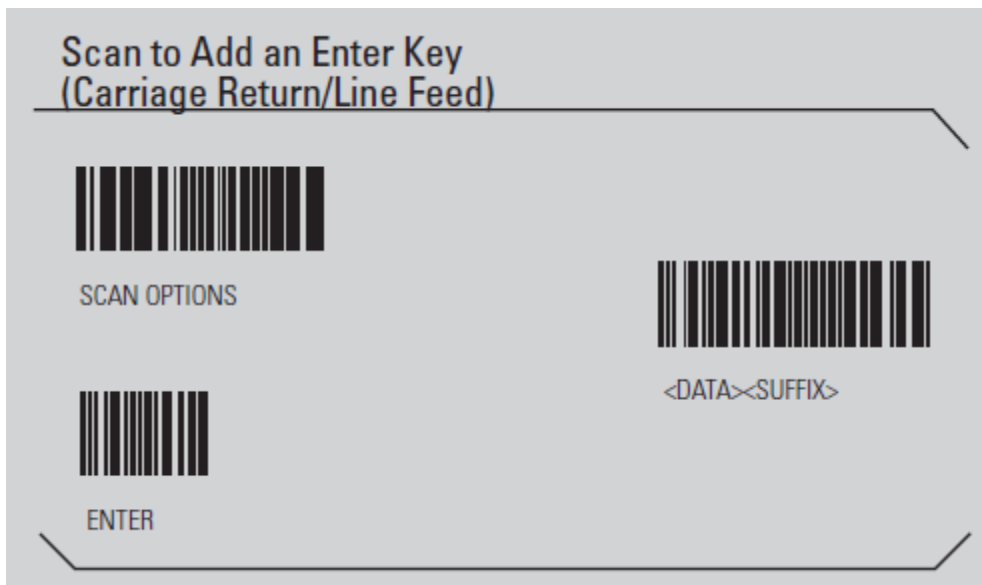 Scan to Add an Enter Key
(Carriage Return/Line Feed)
SCAN OPTIONS
<DATA><SUFFIX>
ENTER